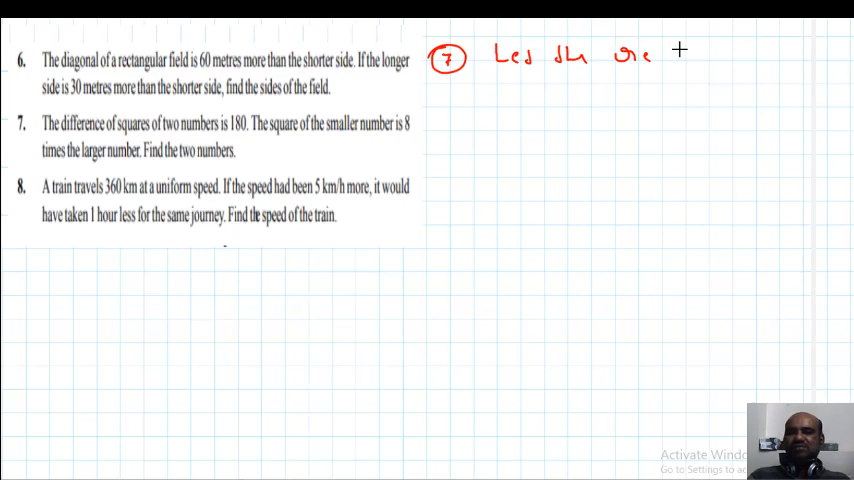 6. The diagonal of a rectangular field is 60 metres more than the shorter side. If the longer
side is 30 metres more than the shorter side, find the sides of the field.
7. The difference of squares of two numbers is 180. The square of the smaller number is 8
times the larger number. Find the two numbers.
8. A train travels 360 km at a uniform speed. If the speed had been 5 km/h more, it would
have taken 1 hour less for the same journey. Find the speed of the train.
7 Let the
Activate Windo
Go to Settings to ac